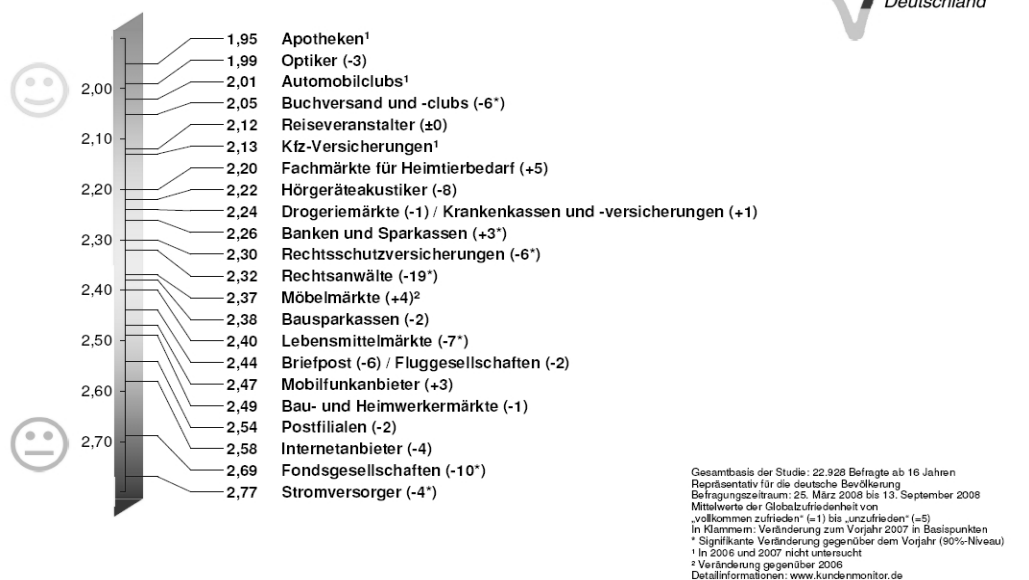 Deutschland
1,95 Apotheken¹
1,99 Optiker (-3)
2,01 Automobilclubs¹
2,05 Buchversand und -clubs (-6*)
2,12 Reiseveranstalter (±0)
2,13 Kfz-Versicherungen¹
2,20 Fachmärkte für Heimtierbedarf (+5)
2,22 Hörgeräteakustiker (-8)
2,24 Drogeriemärkte (-1) / Krankenkassen und -versicherungen (+1)
2,26 Banken und Sparkassen (+3*)
2,30 Rechtsschutzversicherungen (-6*)
2,32 Rechtsanwälte (-19*)
2,37 Möbelmärkte (+4)²
2,38 Bausparkassen (-2)
2,40 Lebensmittelmärkte (-7*)
2,44 Briefpost (-6) / Fluggesellschaften (-2)
2,47 Mobilfunkanbieter (+3)
2,49 Bau- und Heimwerkermärkte (-1)
2,54 Postfilialen (-2)
2,58 Internetanbieter (-4)
2,69 Fondsgesellschaften (-10*)
2,77 Stromversorger (-4*)
2,00
2,10
2,20
2,30
2,40
2,50
2,60
2,70
Gesamtbasis der Studie: 22.928 Befragte ab 16 Jahren
Repräsentativ für die deutsche Bevölkerung
Befragungszeitraum: 25. März 2008 bis 13. September 2008
Mittelwerte der Globalzufriedenheit von
„vollkommen zufrieden“ (=1) bis „unzufrieden“ (=5)
In Klammern: Veränderung zum Vorjahr 2007 in Basispunkten
* Signifikante Veränderung gegenüber dem Vorjahr (90%-Niveau)
¹ In 2006 und 2007 nicht untersucht
² Veränderung gegenüber 2006
Detailinformationen: www.kundenmonitor.de